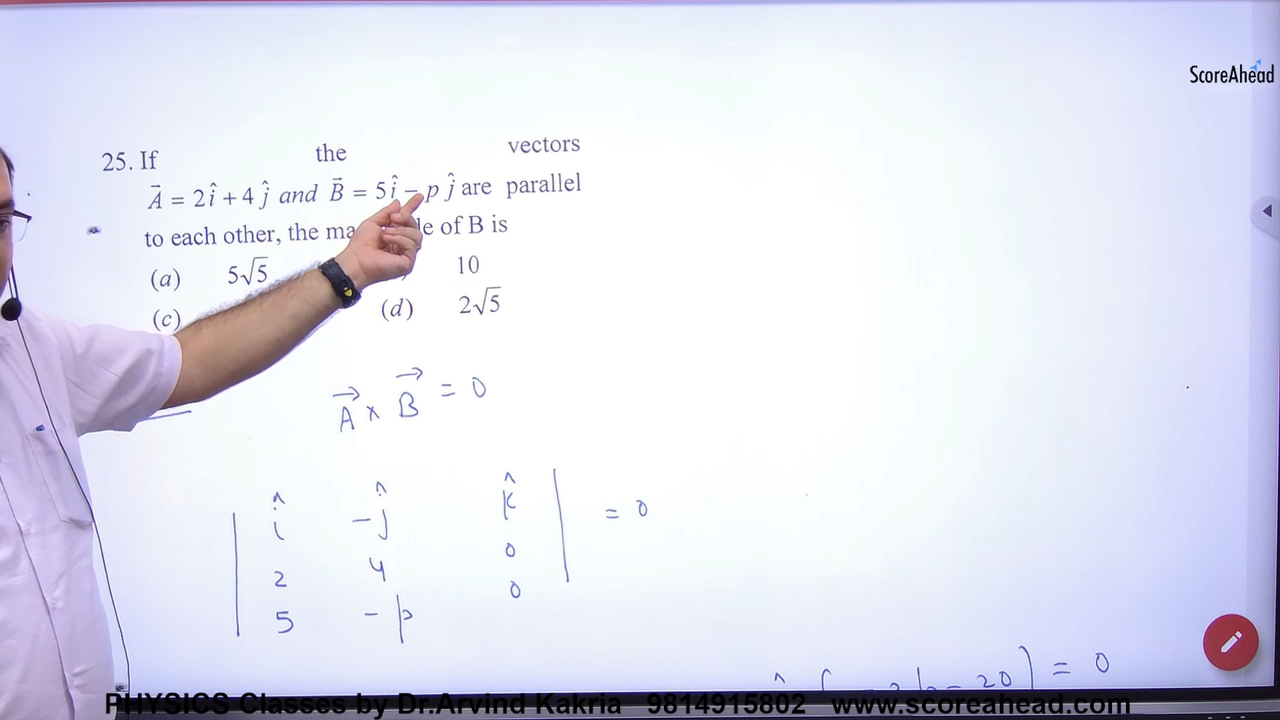 ScoreAhead
25. If the vectors
A⃗ = 2î + 4ĵ and B⃗ = 5î − pĵ are parallel
to each other, the of B is
(a) 5√5 10
(c) (d) 2√5
A⃗ × B⃗ = 0
î −ĵ k̂ = 0
2 4 0
5 −p 0
= 0
PHYSICS Classes by Dr.Arvind Kakria 9814915802 www.scoreahead.com